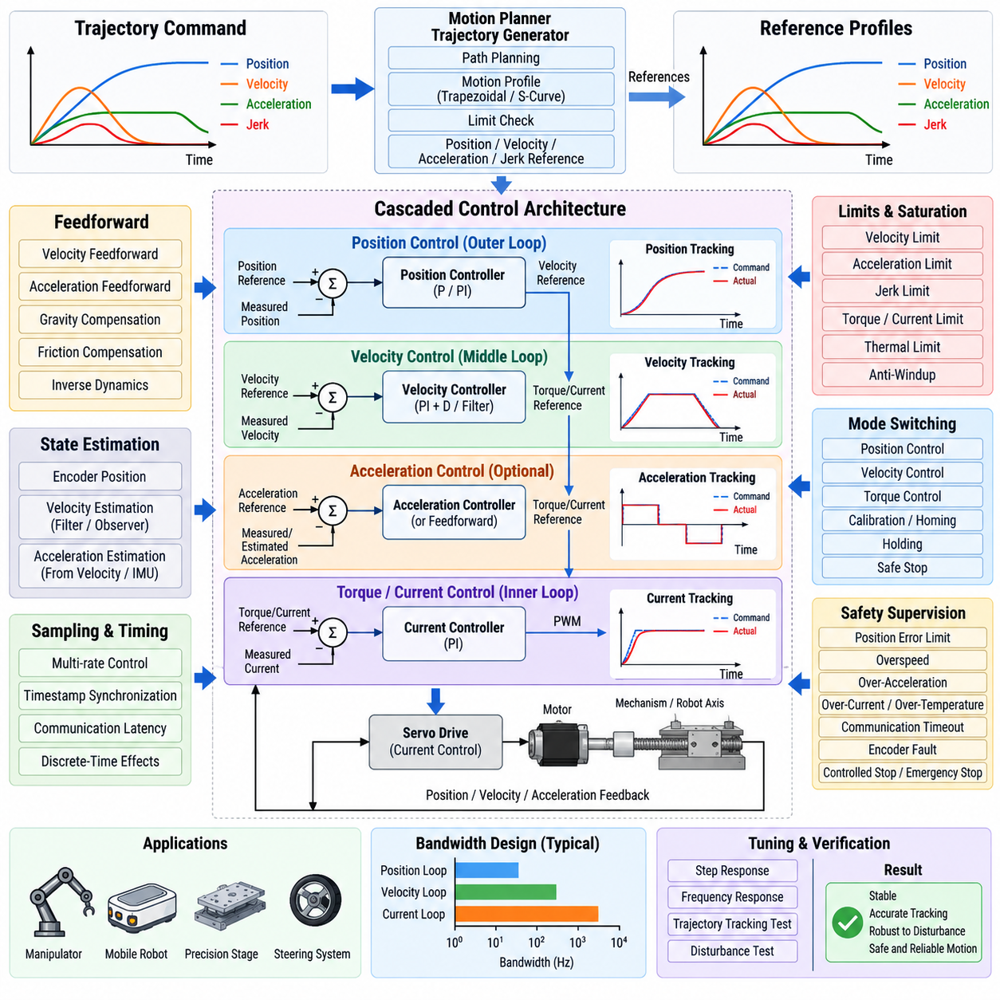 Trajectory Command
Position
Velocity
Acceleration
Jerk
Time
Motion Planner
Trajectory Generator
Path Planning
Motion Profile
(Trapezoidal / S-Curve)
Limit Check
Position / Velocity /
Acceleration / Jerk Reference
References
Reference Profiles
Position
Velocity
Acceleration
Jerk
Time
Feedforward
Velocity Feedforward
Acceleration Feedforward
Gravity Compensation
Friction Compensation
Inverse Dynamics
State Estimation
Encoder Position
Velocity Estimation
(Filter / Observer)
Acceleration Estimation
(From Velocity / IMU)
Sampling & Timing
Multi-rate Control
Timestamp Synchronization
Communication Latency
Discrete-Time Effects
Cascaded Control Architecture
Position Control (Outer Loop)
Position
Reference
+
Σ
−
Measured
Position
Position Controller
(P / PI)
Velocity
Reference
Position Tracking
Command
Actual
Time
Velocity Control (Middle Loop)
Velocity
Reference
+
Σ
−
Measured
Velocity
Velocity Controller
(PI + D / Filter)
Torque/Current
Reference
Velocity Tracking
Command
Actual
Time
Acceleration Control (Optional)
Acceleration
Reference
+
Σ
−
Measured/
Estimated
Acceleration
Acceleration Controller
(or Feedforward)
Torque/Current
Reference
Acceleration Tracking
Command
Actual
Time
Torque / Current Control (Inner Loop)
Torque/Current
Reference
+
Σ
−
Measured
Current
Current Controller
(PI)
PWM
Current Tracking
Command
Actual
Time
Servo Drive
(Current Control)
Motor
Mechanism / Robot Axis
Position / Velocity / Acceleration Feedback
Limits & Saturation
Velocity Limit
Acceleration Limit
Jerk Limit
Torque / Current Limit
Thermal Limit
Anti-Windup
Mode Switching
Position Control
Velocity Control
Torque Control
Calibration / Homing
Holding
Safe Stop
Safety Supervision
Position Error Limit
Overspeed
Over-Acceleration
Over-Current / Over-Temperature
Communication Timeout
Encoder Fault
Controlled Stop / Emergency Stop
Applications
Manipulator
Mobile Robot
Precision Stage
Steering System
Bandwidth Design (Typical)
Position Loop
Velocity Loop
Current Loop
10⁰ 10¹ 10² 10³ 10⁴
Bandwidth (Hz)
Tuning & Verification
Step Response
Frequency Response
Trajectory Tracking Test
Disturbance Test
Result
Stable
Accurate Tracking
Robust to Disturbance
Safe and Reliable Motion